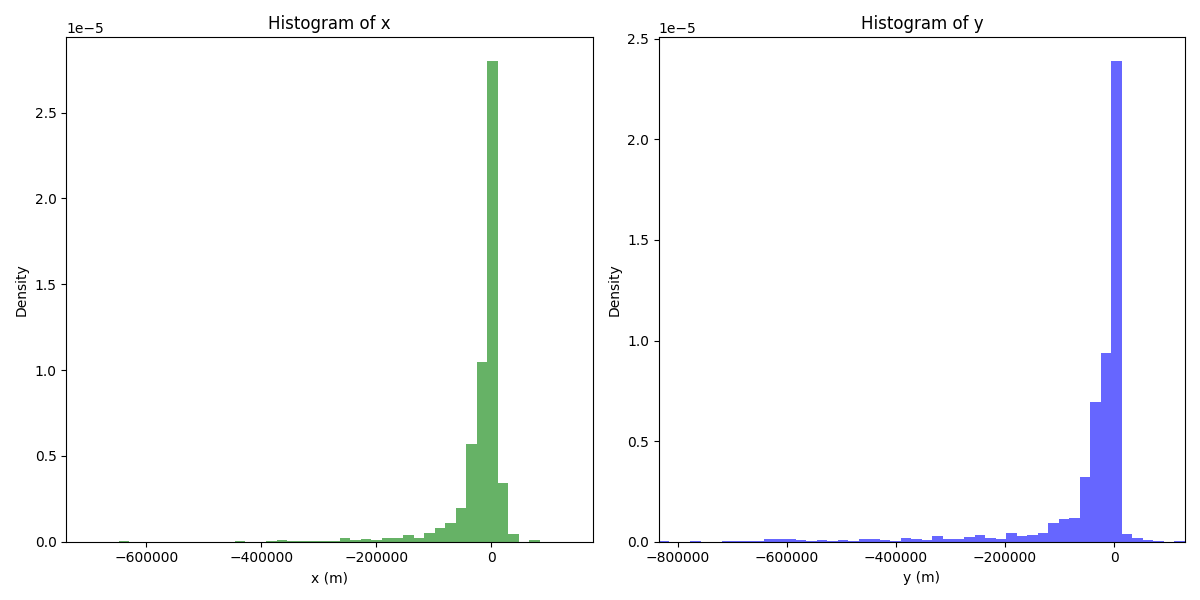 Histogram of x
1e−5
Density
2.5
2.0
1.5
1.0
0.5
0.0
−600000 −400000 −200000 0
x (m)
Histogram of y
1e−5
Density
2.5
2.0
1.5
1.0
0.5
0.0
−800000 −600000 −400000 −200000 0
y (m)